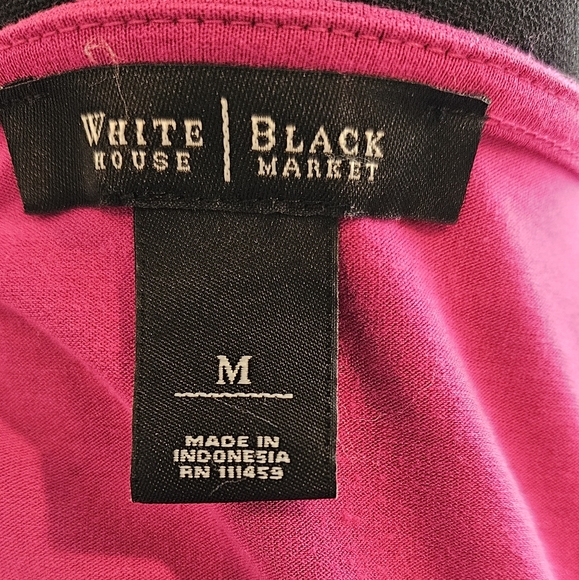 WHITE | BLACK
HOUSE | MARKET
M
MADE IN
INDONESIA
RN 111459